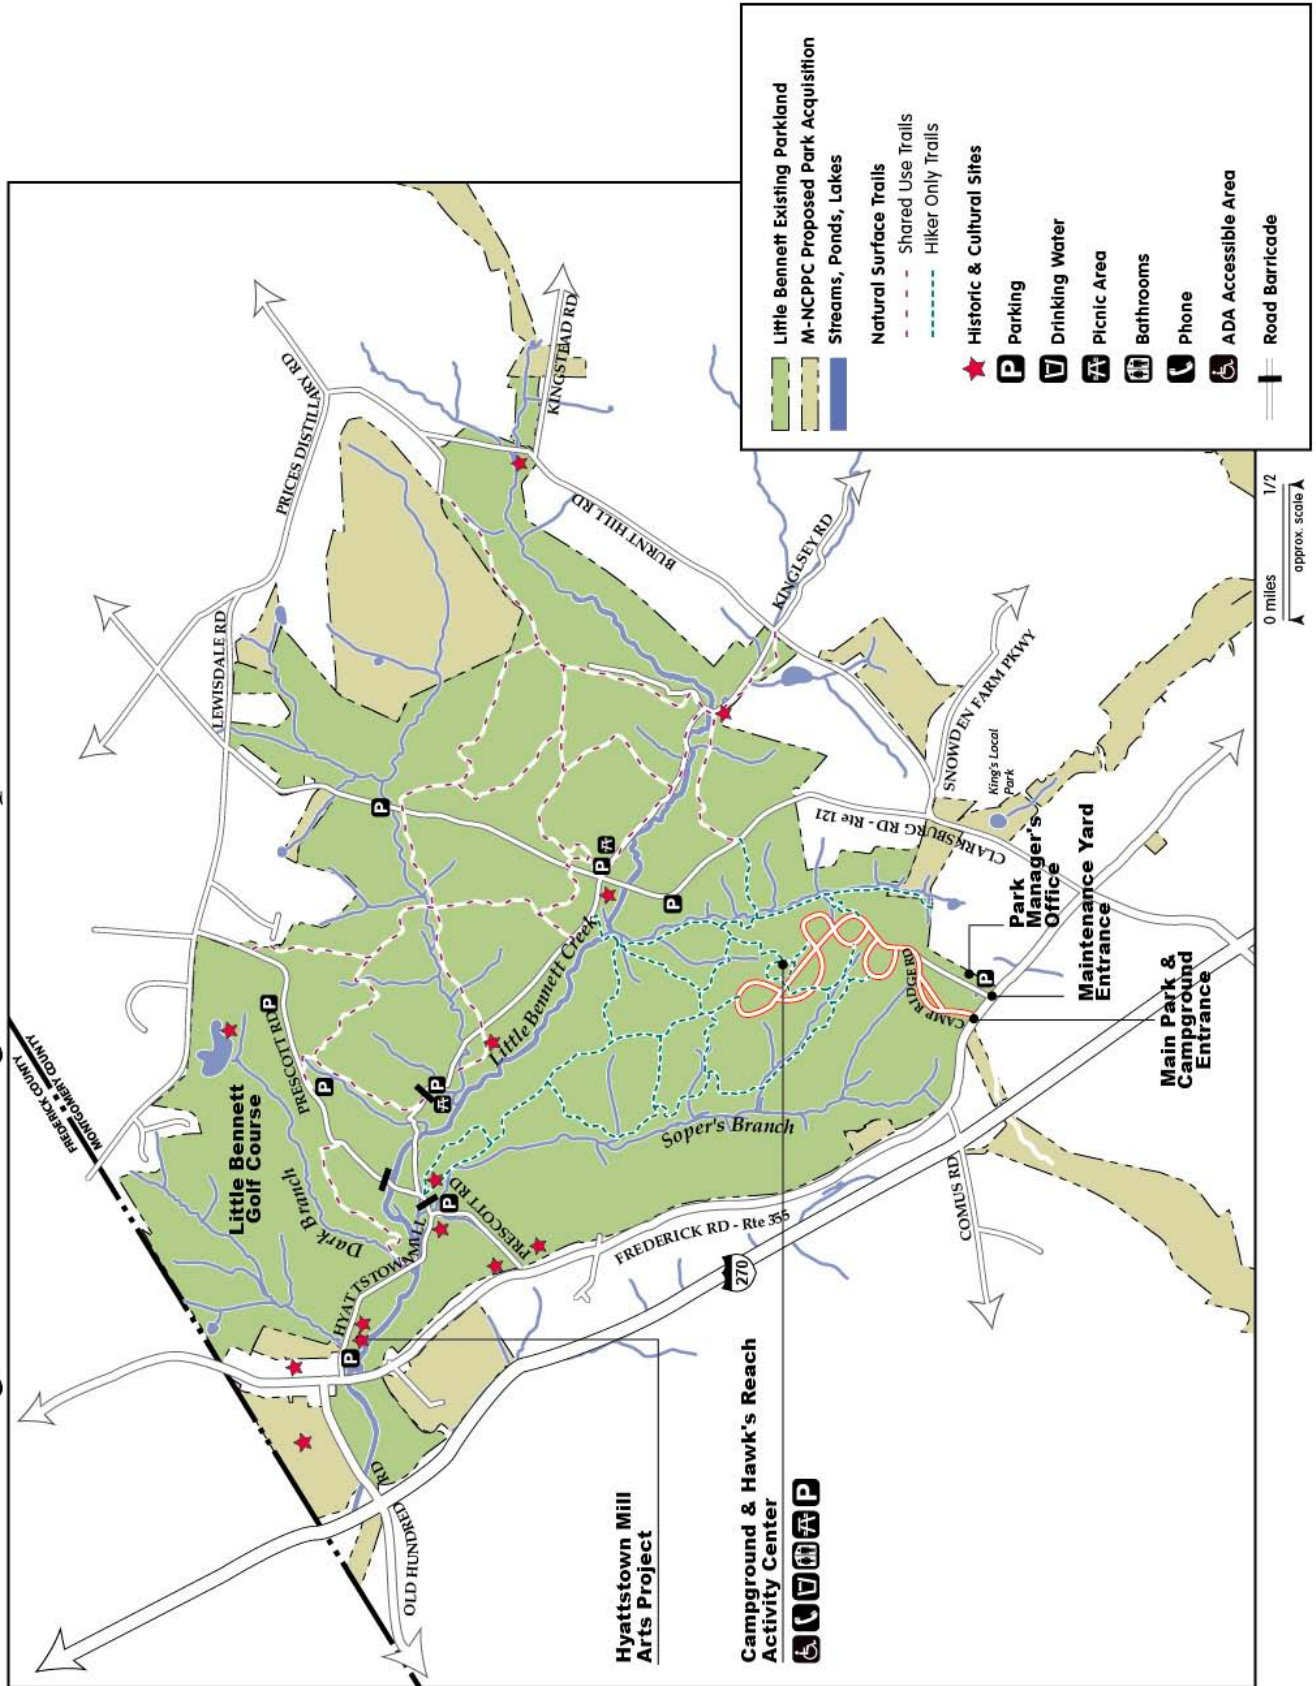 FREDERICK COUNTY
MONTGOMERY COUNTY
Little Bennett
Golf Course
Dark Branch
PRESCOTT RD
LEWISDALE RD
PRICES DISTILLARY RD
KINGSTEAD RD
BURNT HILL RD
KINGLSEY RD
SNOWDEN FARM PKWY
King's Local
Park
CLARKSBURG RD - Rte 121
Little Bennett Creek
HYATTSTOWN MILL
PRESCOTT RD
Soper's Branch
FREDERICK RD - Rte 355
270
COMUS RD
CAMP RIDGE RD
OLD HUNDRED RD
P
P
P
P
P
P
P
P
P
Hyattstown Mill
Arts Project
Campground & Hawk's Reach
Activity Center
P
Park
Manager's
Office
Maintenance Yard
Entrance
Main Park &
Campground
Entrance
Little Bennett Existing Parkland
M-NCPPC Proposed Park Acquisition
Streams, Ponds, Lakes
Natural Surface Trails
Shared Use Trails
Hiker Only Trails
Historic & Cultural Sites
P Parking
Drinking Water
Picnic Area
Bathrooms
Phone
ADA Accessible Area
Road Barricade
0 miles 1/2
approx. scale